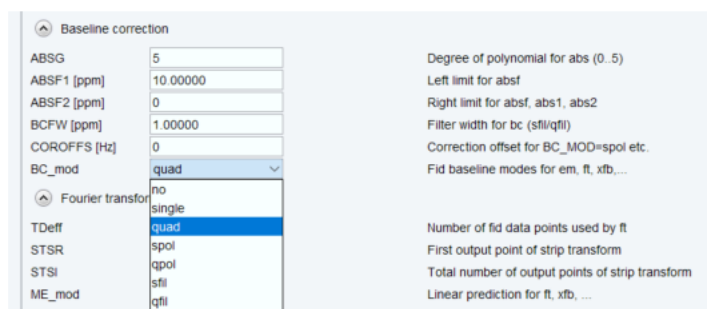 Baseline correction
ABSG 5 Degree of polynomial for abs (0..5)
ABSF1 [ppm] 10.00000 Left limit for absf
ABSF2 [ppm] 0 Right limit for absf, abs1, abs2
BCFW [ppm] 1.00000 Filter width for bc (sfil/qfil)
COROFFS [Hz] 0 Correction offset for BC_MOD=spol etc.
BC_mod quad Fid baseline modes for em, ft, xfb,...
no
Fourier transfor
single
TDeff quad Number of fid data points used by ft
STSR spol First output point of strip transform
qpol
STSI Total number of output points of strip transform
sfil
ME_mod qfil Linear prediction for ft, xfb, ...